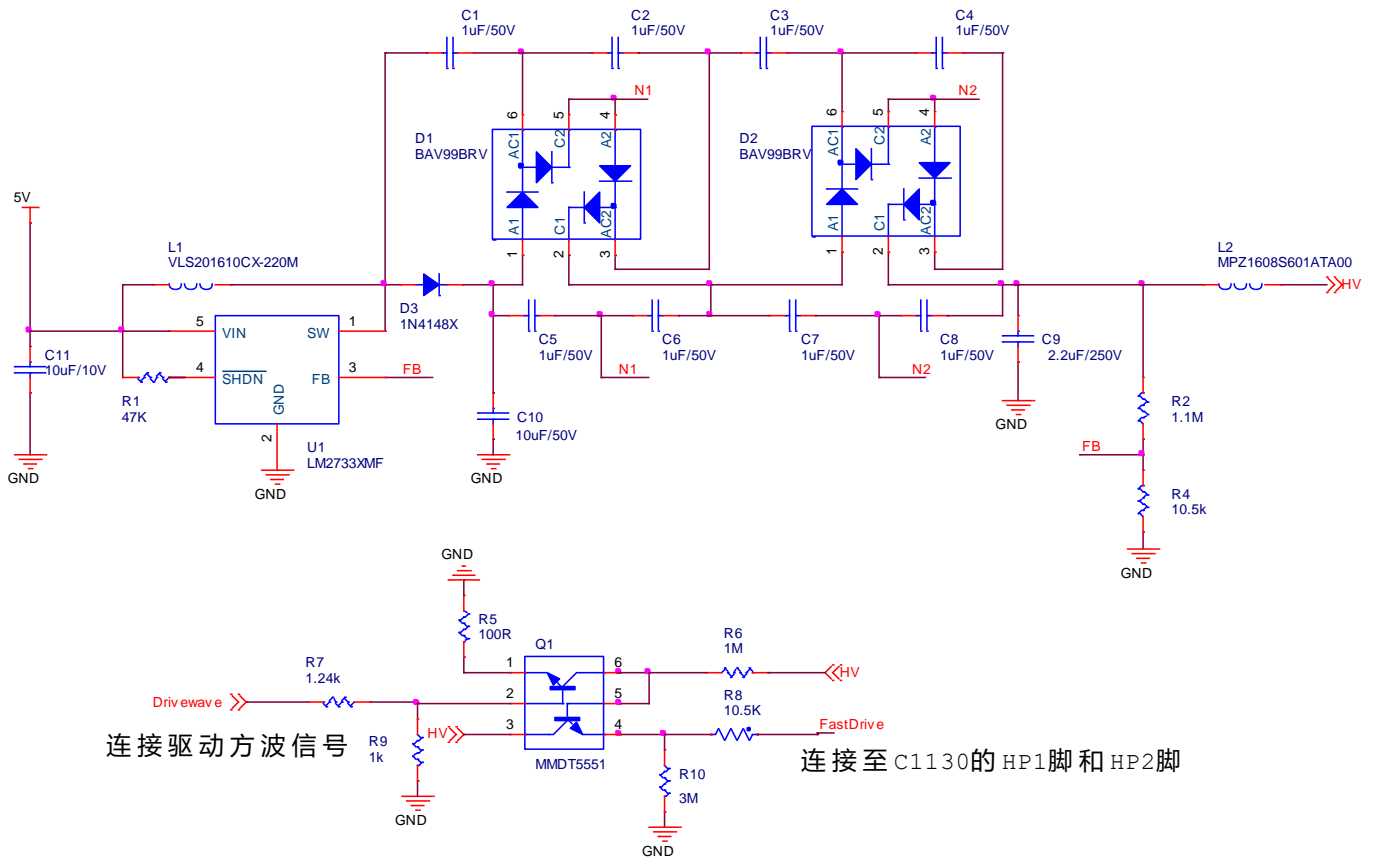 C1
1uF/50V
C2
1uF/50V
C3
1uF/50V
C4
1uF/50V
N1
N2
6
5
4
6
5
4
D1
BAV99BRV
AC1
C2
A2
D2
BAV99BRV
AC1
C2
A2
A1
C1
AC2
A1
C1
AC2
1
2
3
1
2
3
5V
L1
VLS201610CX-220M
L2
MPZ1608S601ATA00
HV
D3
1N4148X
5
VIN
SW
1
4
SHDN
FB
3
FB
GND
2
C11
10uF/10V
R1
47K
U1
LM2733XMF
GND
GND
C5
1uF/50V
C6
1uF/50V
C7
1uF/50V
C8
1uF/50V
C9
2.2uF/250V
N1
N2
C10
10uF/50V
GND
GND
R2
1.1M
FB
R4
10.5k
GND
GND
R5
100R
Q1
R6
1M
HV
1
6
R7
1.24k
2
5
R8
10.5K
Drivewave
HV
3
4
FastDrive
R9
1k
连接驱动方波信号
MMDT5551
连接至C1130的HP1脚和HP2脚
R10
3M
GND
GND